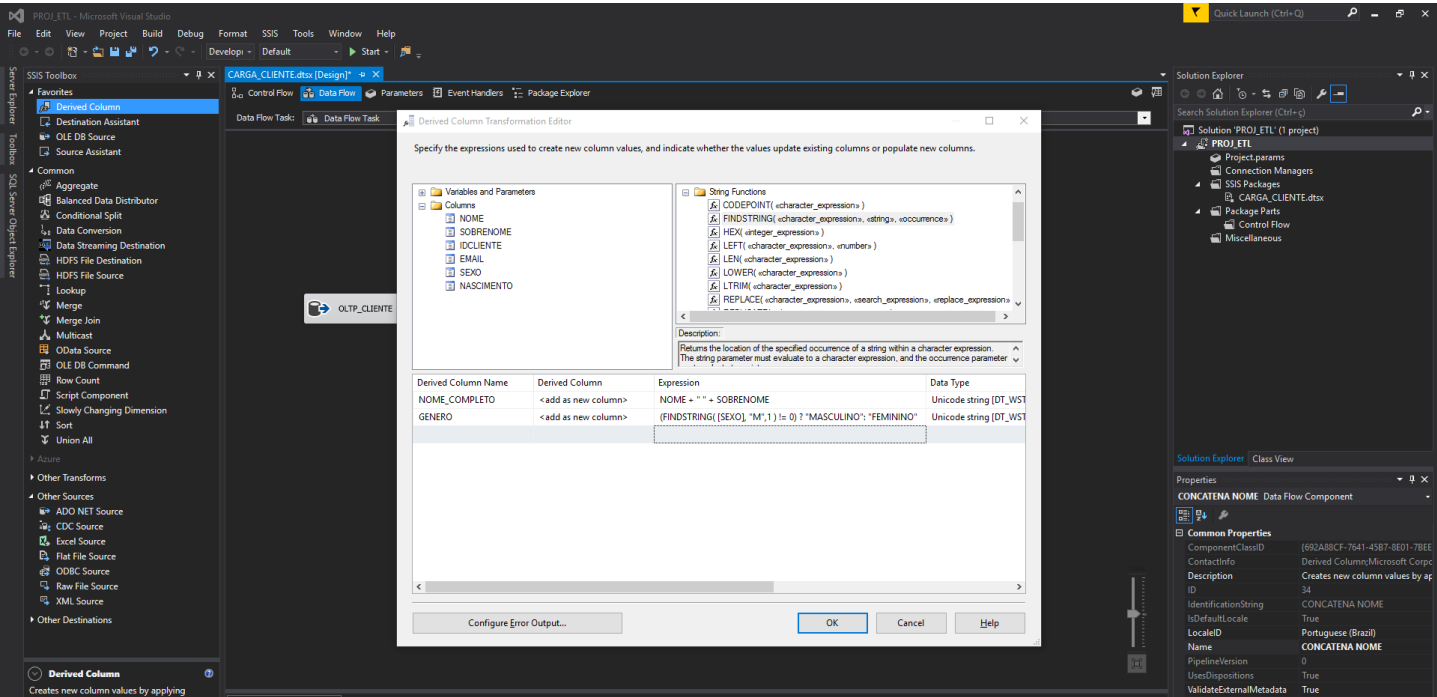 PROJ_ETL - Microsoft Visual Studio
Quick Launch (Ctrl+Q)
File Edit View Project Build Debug Format SSIS Tools Window Help
Developi Default Start
Server Explorer
Toolbox
SQL Server Object Explorer
SSIS Toolbox
Favorites
Derived Column
Destination Assistant
OLE DB Source
Source Assistant
Common
Aggregate
Balanced Data Distributor
Conditional Split
Data Conversion
Data Streaming Destination
HDFS File Destination
HDFS File Source
Lookup
Merge
Merge Join
Multicast
OData Source
OLE DB Command
Row Count
Script Component
Slowly Changing Dimension
Sort
Union All
Azure
Other Transforms
Other Sources
ADO NET Source
CDC Source
Excel Source
Flat File Source
ODBC Source
Raw File Source
XML Source
Other Destinations
Derived Column
Creates new column values by applying
CARGA_CLIENTE.dtsx [Design]*
Control Flow Data Flow Parameters Event Handlers Package Explorer
Data Flow Task: Data Flow Task
OLTP_CLIENTE
Derived Column Transformation Editor
Specify the expressions used to create new column values, and indicate whether the values update existing columns or populate new columns.
Variables and Parameters
Columns
NOME
SOBRENOME
IDCLIENTE
EMAIL
SEXO
NASCIMENTO
String Functions
CODEPOINT( «character_expression» )
FINDSTRING( «character_expression», «string», «occurrence» )
HEX( «integer_expression» )
LEFT( «character_expression», «number» )
LEN( «character_expression» )
LOWER( «character_expression» )
LTRIM( «character_expression» )
REPLACE( «character_expression», «search_expression», «replace_expression»
Description:
Returns the location of the specified occurrence of a string within a character expression.
The string parameter must evaluate to a character expression, and the occurrence parameter
Derived Column Name Derived Column Expression Data Type
NOME_COMPLETO <add as new column> NOME + " " + SOBRENOME Unicode string [DT_WST
GENERO <add as new column> (FINDSTRING( [SEXO], "M",1 ) != 0) ? "MASCULINO": "FEMININO" Unicode string [DT_WST
Configure Error Output... OK Cancel Help
Solution Explorer
Search Solution Explorer (Ctrl+ç)
Solution 'PROJ_ETL' (1 project)
PROJ_ETL
Project.params
Connection Managers
SSIS Packages
CARGA_CLIENTE.dtsx
Package Parts
Control Flow
Miscellaneous
Solution Explorer Class View
Properties
CONCATENA NOME Data Flow Component
Common Properties
ComponentClassID {692A88CF-7641-45B7-8E01-7BEE
ContactInfo Derived Column;Microsoft Corpc
Description Creates new column values by ap
ID 34
IdentificationString CONCATENA NOME
IsDefaultLocale True
LocaleID Portuguese (Brazil)
Name CONCATENA NOME
PipelineVersion 0
UsesDispositions True
ValidateExternalMetadata True